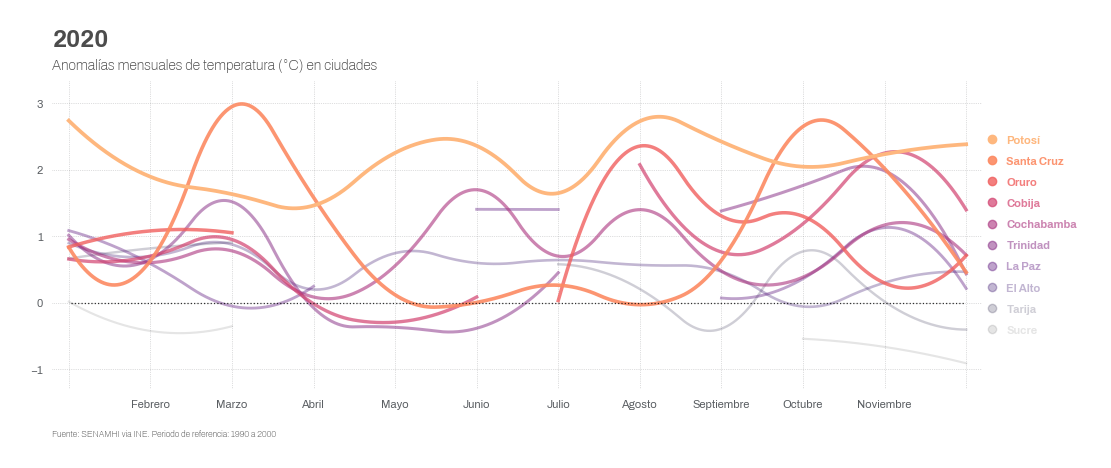 2020
Anomalías mensuales de temperatura (°C) en ciudades
3
2
1
0
−1
Febrero
Marzo
Abril
Mayo
Junio
Julio
Agosto
Septiembre
Octubre
Noviembre
Potosí
Santa Cruz
Oruro
Cobija
Cochabamba
Trinidad
La Paz
El Alto
Tarija
Sucre
Fuente: SENAMHI via INE. Periodo de referencia: 1990 a 2000